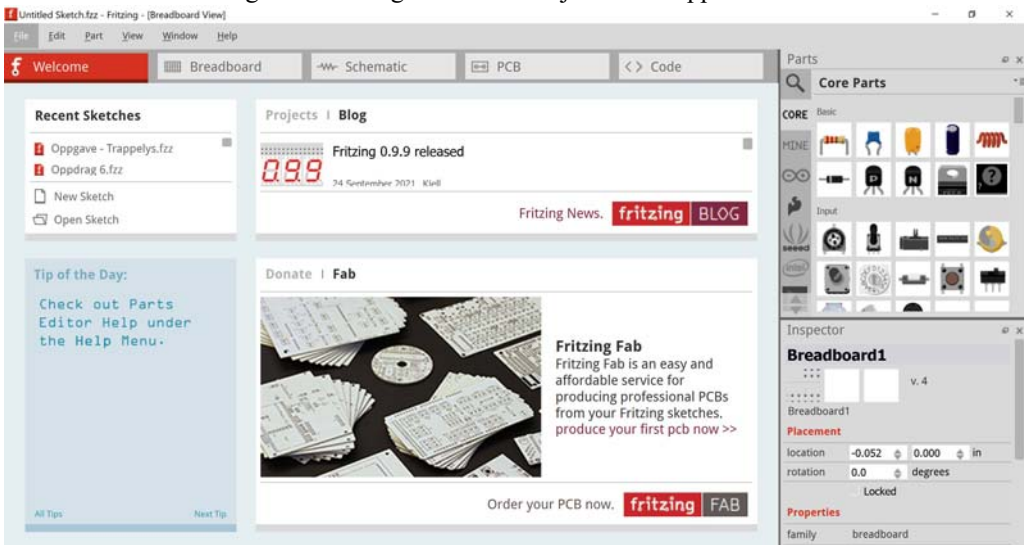 Untitled Sketch.fzz - Fritzing - [Breadboard View]
File Edit Part View Window Help
Welcome
Breadboard
Schematic
PCB
<> Code
Recent Sketches
Oppgave - Trappelys.fzz
Oppdrag 6.fzz
New Sketch
Open Sketch
Projects | Blog
0.9.9
Fritzing 0.9.9 released
24 September 2021 Kjell
Fritzing News. fritzing BLOG
Tip of the Day:
Check out Parts
Editor Help under
the Help Menu.
All Tips Next Tip
Donate | Fab
Fritzing Fab
Fritzing Fab is an easy and
affordable service for
producing professional PCBs
from your Fritzing sketches.
produce your first pcb now >>
Order your PCB now. fritzing FAB
Parts
Core Parts
CORE
MINE
seeed
intel
Basic
P
N
?
Input
Inspector
Breadboard1
v. 4
Breadboard1
Placement
location -0.052 0.000 in
rotation 0.0 degrees
Locked
Properties
family breadboard